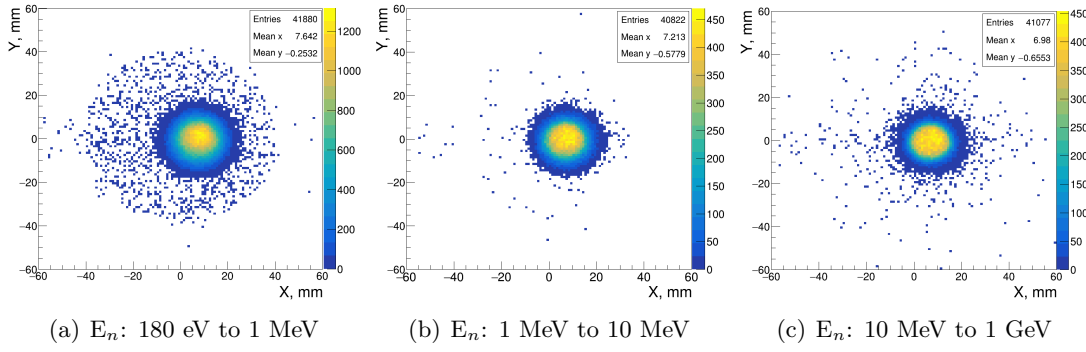 Y, mm
60
40
20
0
−20
−40
−60
−60 −40 −20 0 20 40 60
X, mm
Entries 41880
Mean x 7.642
Mean y −0.2532
1200
1000
800
600
400
200
0
(a) Eₙ: 180 eV to 1 MeV
Y, mm
60
40
20
0
−20
−40
−60
−60 −40 −20 0 20 40 60
X, mm
Entries 40822
Mean x 7.213
Mean y −0.5779
450
400
350
300
250
200
150
100
50
0
(b) Eₙ: 1 MeV to 10 MeV
Y, mm
60
40
20
0
−20
−40
−60
−60 −40 −20 0 20 40 60
X, mm
Entries 41077
Mean x 6.98
Mean y −0.6553
450
400
350
300
250
200
150
100
50
0
(c) Eₙ: 10 MeV to 1 GeV